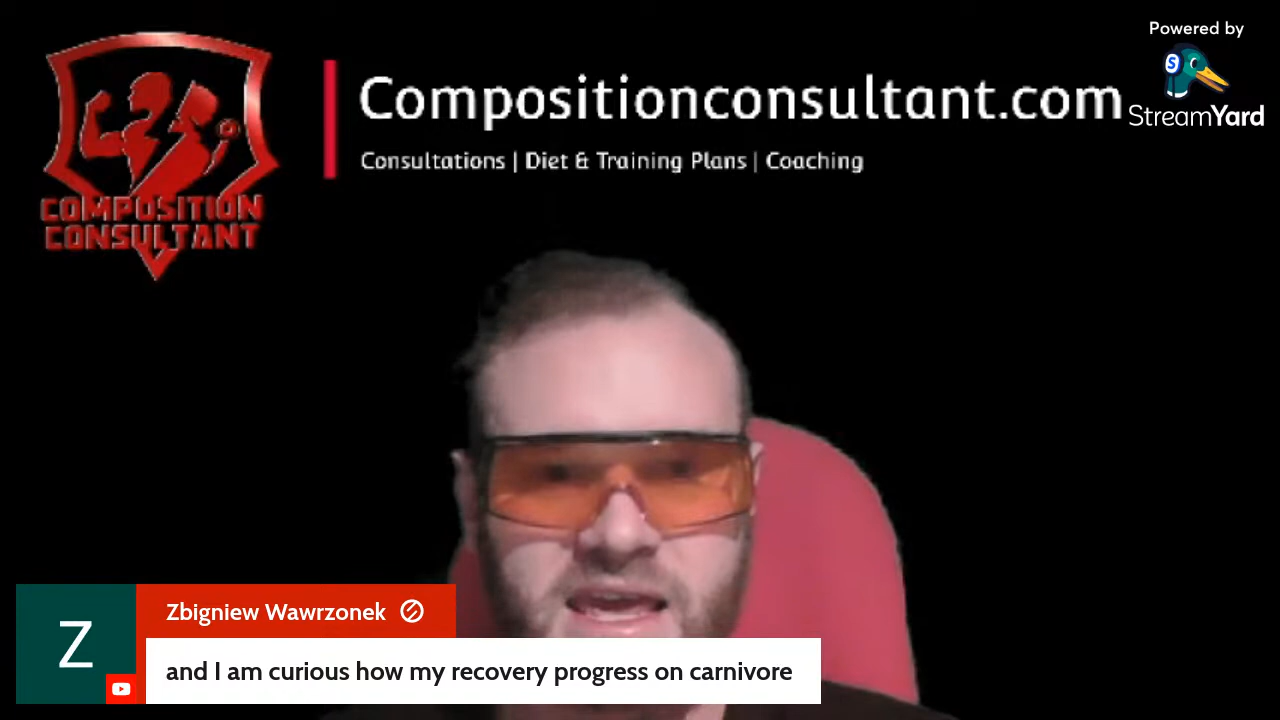 Powered by
StreamYard
COMPOSITION
CONSULTANT
Compositionconsultant.com
Consultations | Diet & Training Plans | Coaching
Z
Zbigniew Wawrzonek
and I am curious how my recovery progress on carnivore